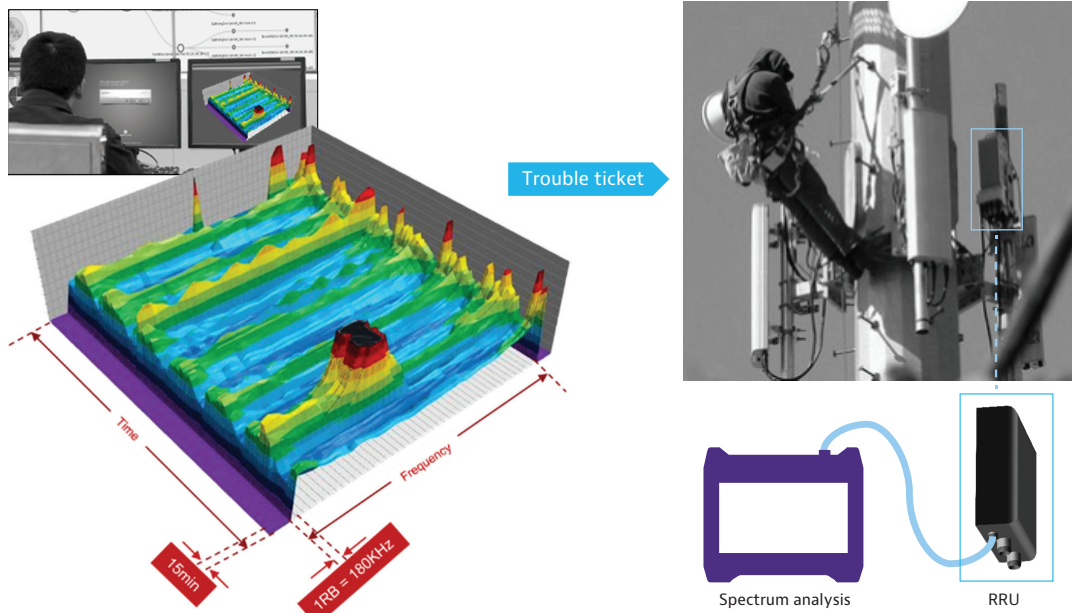 Trouble ticket
Time
Frequency
15min
1RB = 180KHz
Spectrum analysis
RRU